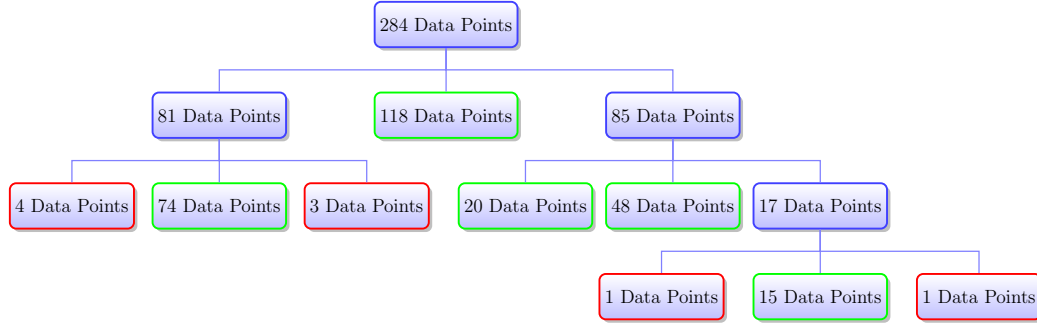 284 Data Points
81 Data Points
118 Data Points
85 Data Points
4 Data Points
74 Data Points
3 Data Points
20 Data Points
48 Data Points
17 Data Points
1 Data Points
15 Data Points
1 Data Points